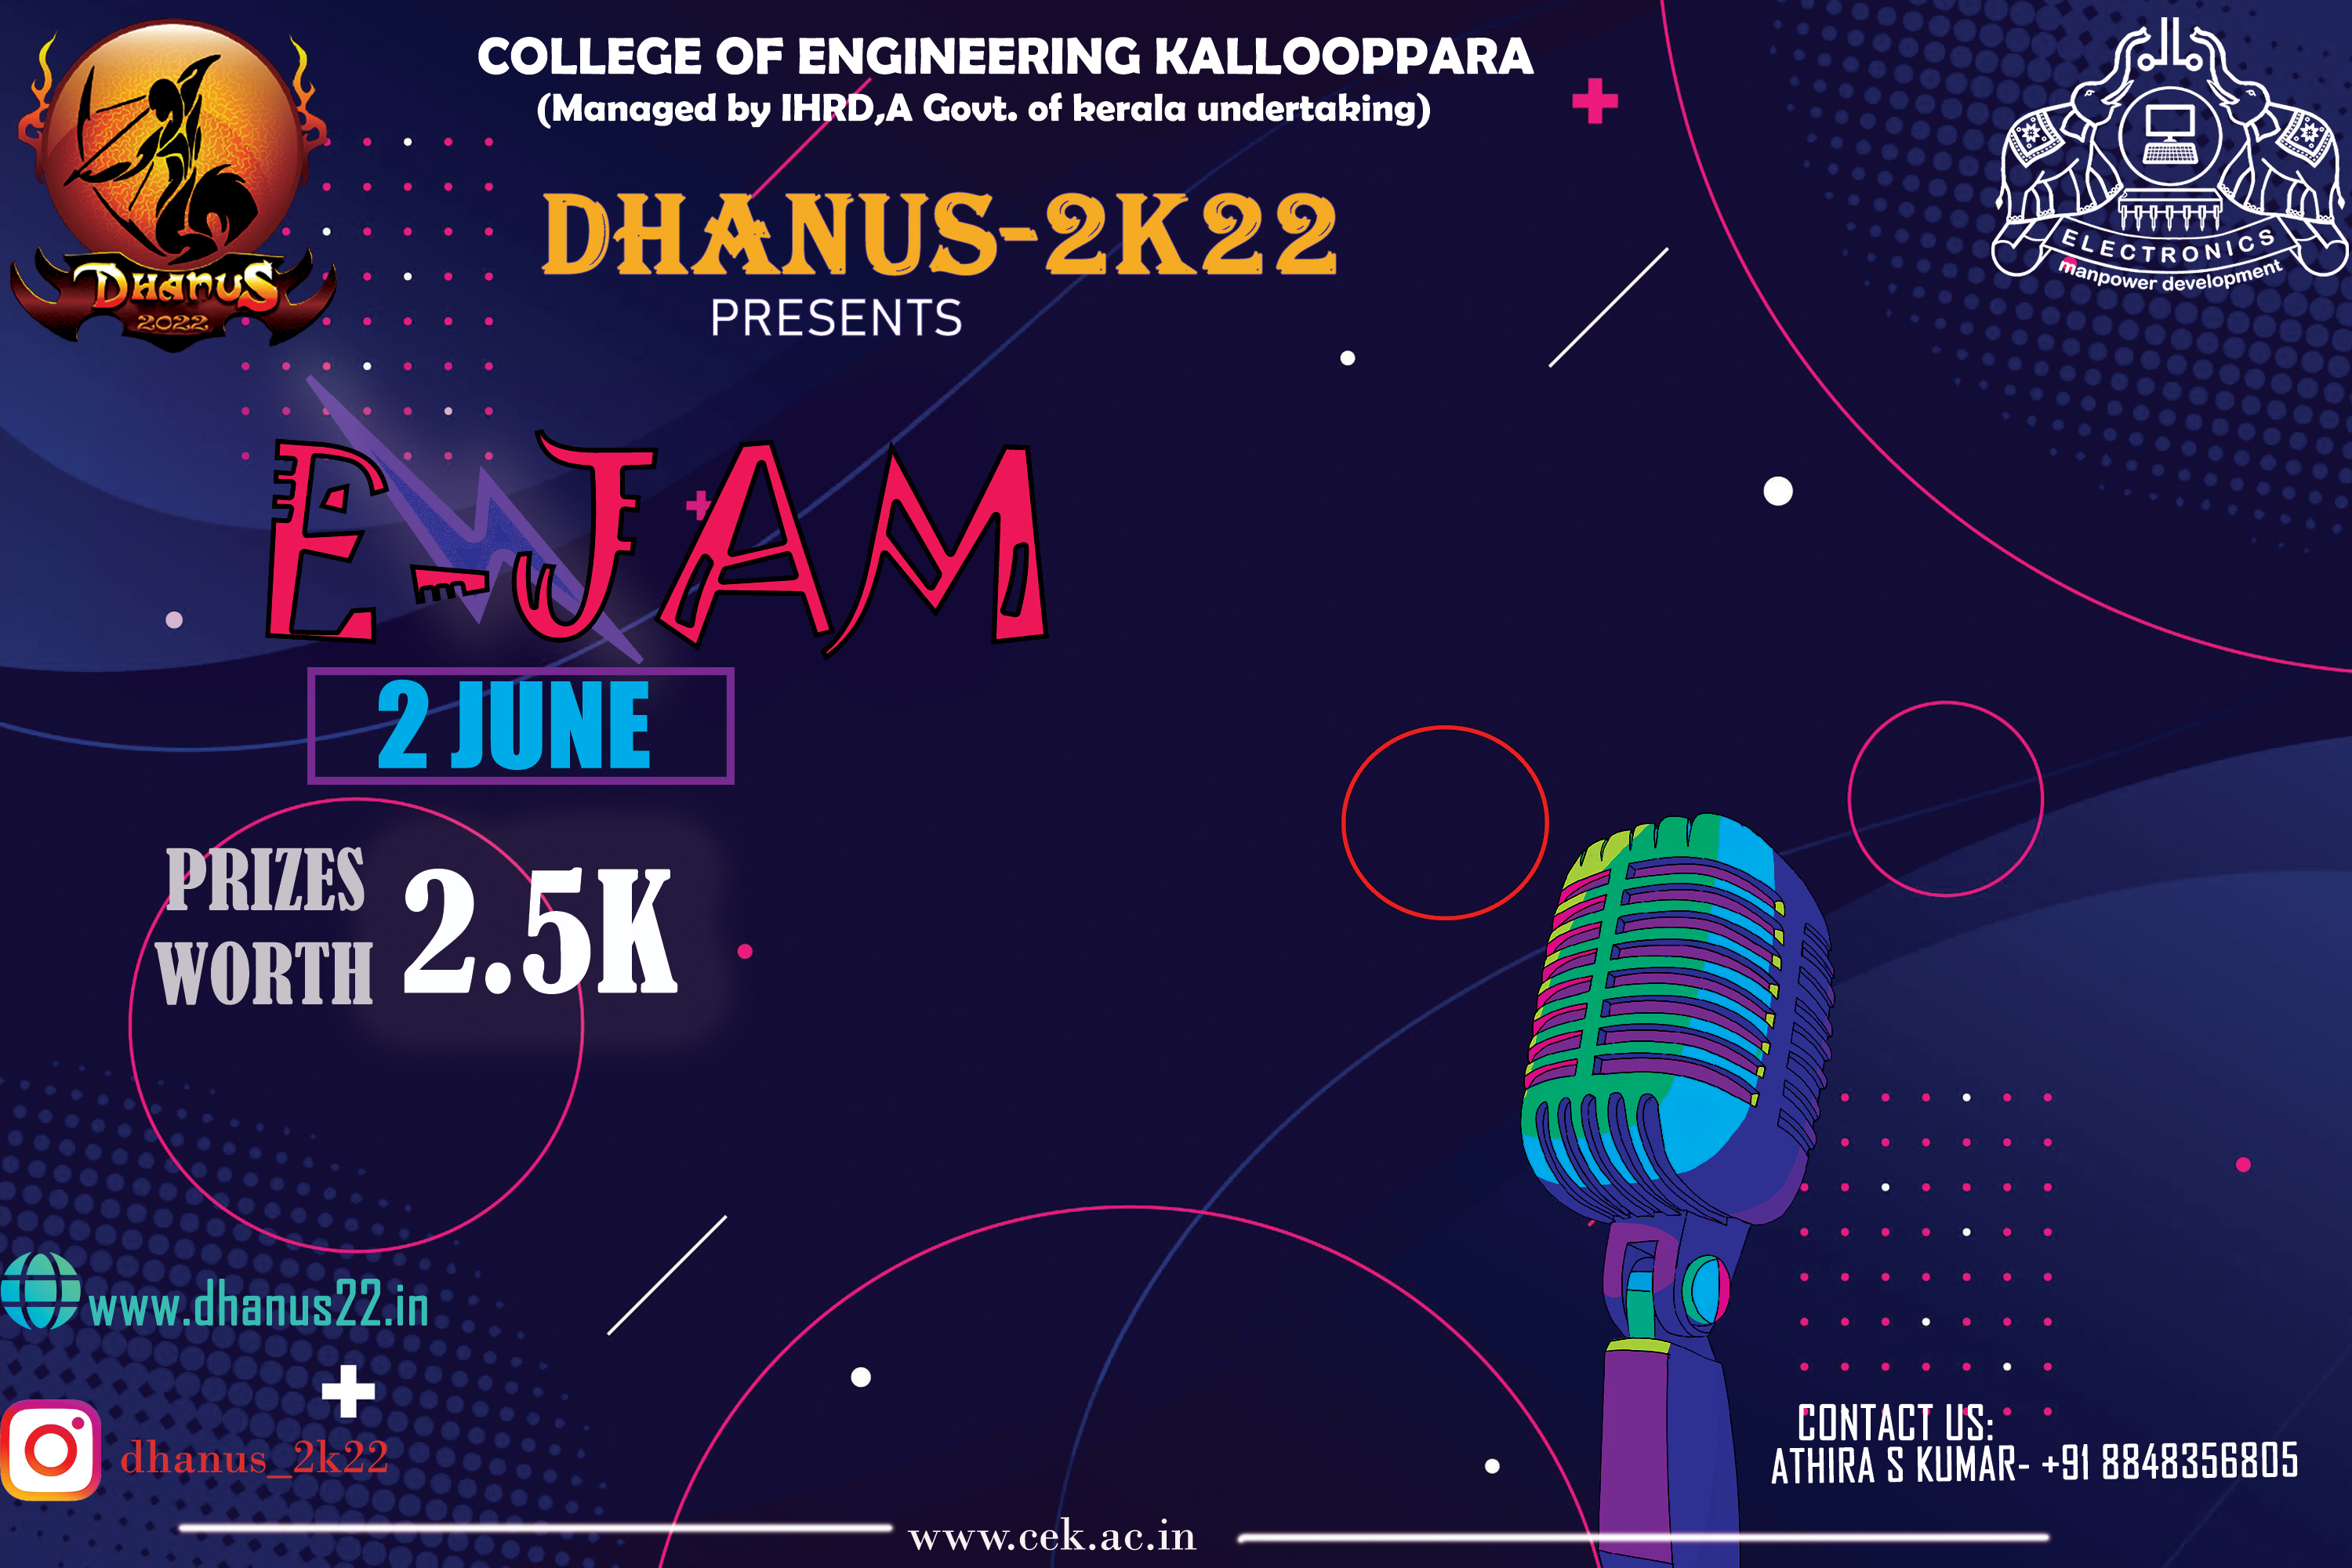 COLLEGE OF ENGINEERING KALLOOPPARA
(Managed by IHRD,A Govt. of kerala undertaking)
DHANUS
2022
ELECTRONICS
manpower development
DHANUS-2K22
PRESENTS
E-JAM
2 JUNE
PRIZES
WORTH
2.5K
www.dhanus22.in
dhanus_2k22
CONTACT US:
ATHIRA S KUMAR- +91 8848356805
www.cek.ac.in